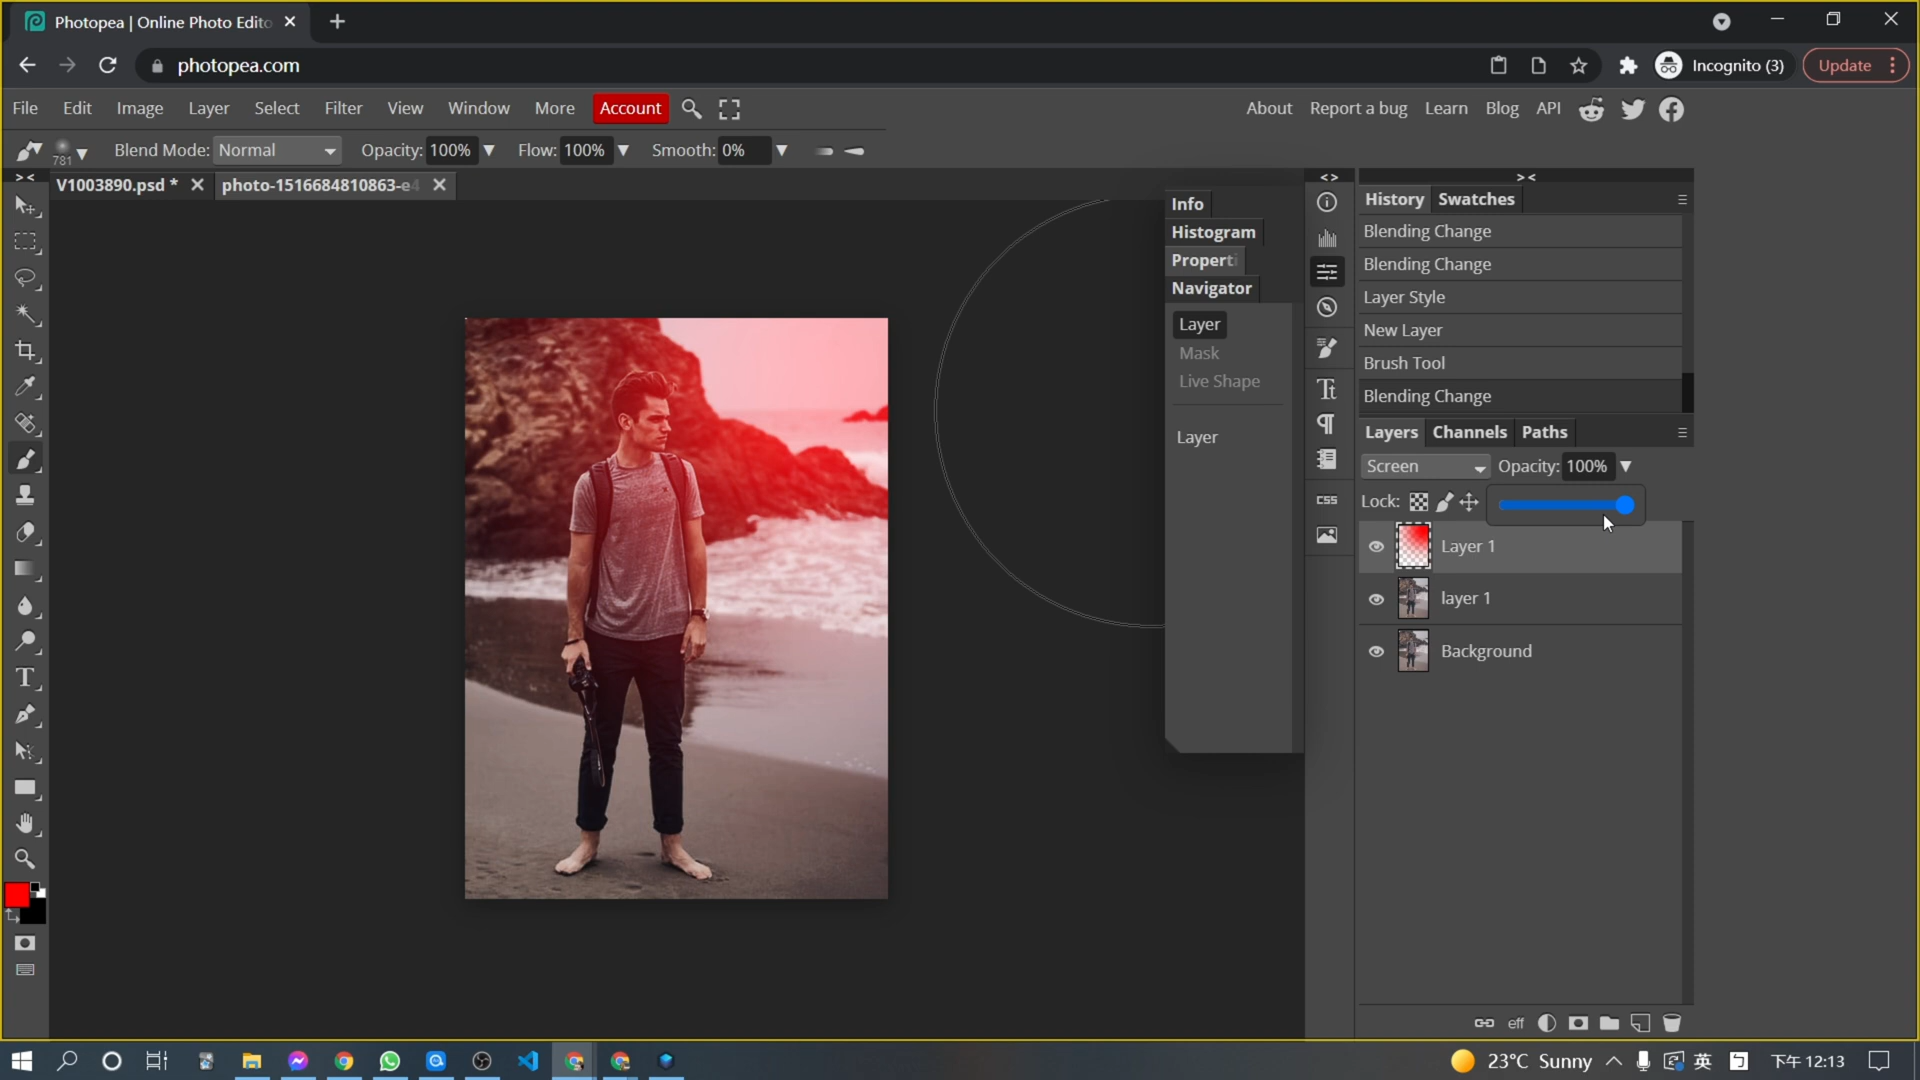 Photopea | Online Photo Edito
photopea.com
Incognito (3)
Update
File Edit Image Layer Select Filter View Window More Account
About Report a bug Learn Blog API
781
Blend Mode: Normal
Opacity: 100%
Flow: 100%
Smooth: 0%
V1003890.psd *
photo-1516684810863-e4
Info
Histogram
Properti
Navigator
Layer
Mask
Live Shape
Layer
CSS
History Swatches
Blending Change
Blending Change
Layer Style
New Layer
Brush Tool
Blending Change
Layers Channels Paths
Screen
Opacity: 100%
Lock:
Layer 1
layer 1
Background
eff
23°C Sunny
英
下午 12:13